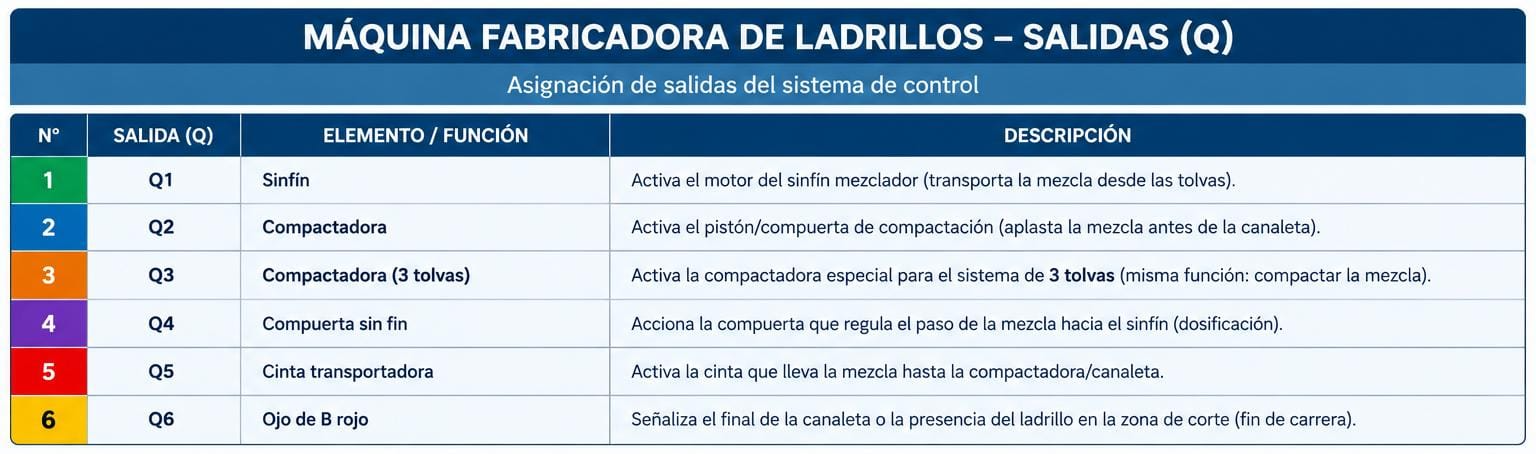 MÁQUINA FABRICADORA DE LADRILLOS – SALIDAS (Q)
Asignación de salidas del sistema de control
N° SALIDA (Q) ELEMENTO / FUNCIÓN DESCRIPCIÓN
1 Q1 Sinfín Activa el motor del sinfín mezclador (transporta la mezcla desde las tolvas).
2 Q2 Compactadora Activa el pistón/compuerta de compactación (aplasta la mezcla antes de la canaleta).
3 Q3 Compactadora (3 tolvas) Activa la compactadora especial para el sistema de 3 tolvas (misma función: compactar la mezcla).
4 Q4 Compuerta sin fin Acciona la compuerta que regula el paso de la mezcla hacia el sinfín (dosificación).
5 Q5 Cinta transportadora Activa la cinta que lleva la mezcla hasta la compactadora/canaleta.
6 Q6 Ojo de B rojo Señaliza el final de la canaleta o la presencia del ladrillo en la zona de corte (fin de carrera).